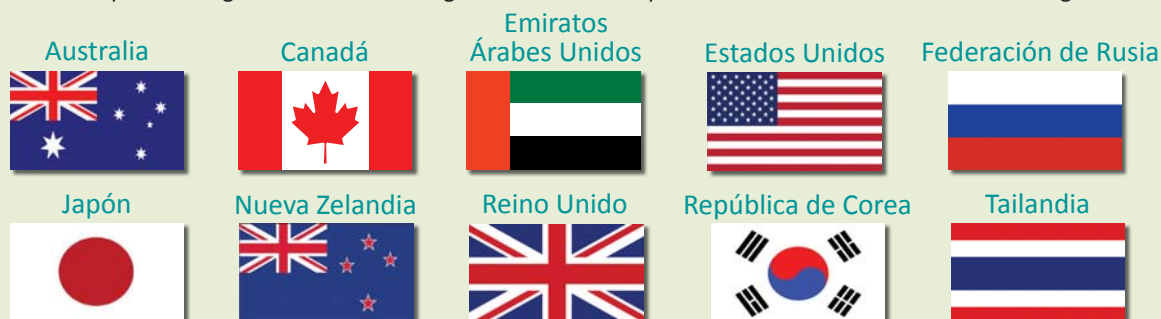 Australia
Canadá
Emiratos
Árabes Unidos
Estados Unidos
Federación de Rusia
Japón
Nueva Zelandia
Reino Unido
República de Corea
Tailandia